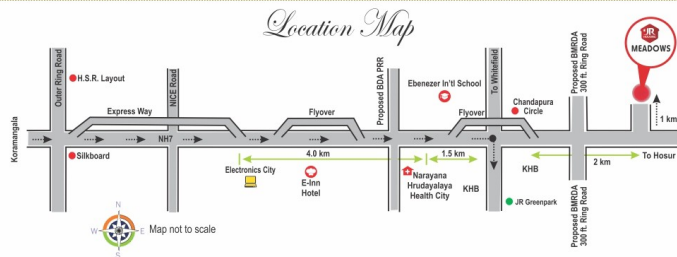 Location Map
JR
MEADOWS
Outer Ring Road
H.S.R. Layout
NICE Road
Express Way
Flyover
Proposed BDA PRR
Ebenezer In'tl School
Flyover
To Whitefield
Chandapura
Circle
Proposed BMRDA
300 ft. Ring Road
1 km
Koramangala
NH7
Silkboard
4.0 km
1.5 km
2 km
To Hosur
Electronics City
E-Inn
Hotel
Narayana
Hrudayalaya
Health City
KHB
KHB
JR Greenpark
Proposed BMRDA
300 ft. Ring Road
N
W
E
S
Map not to scale